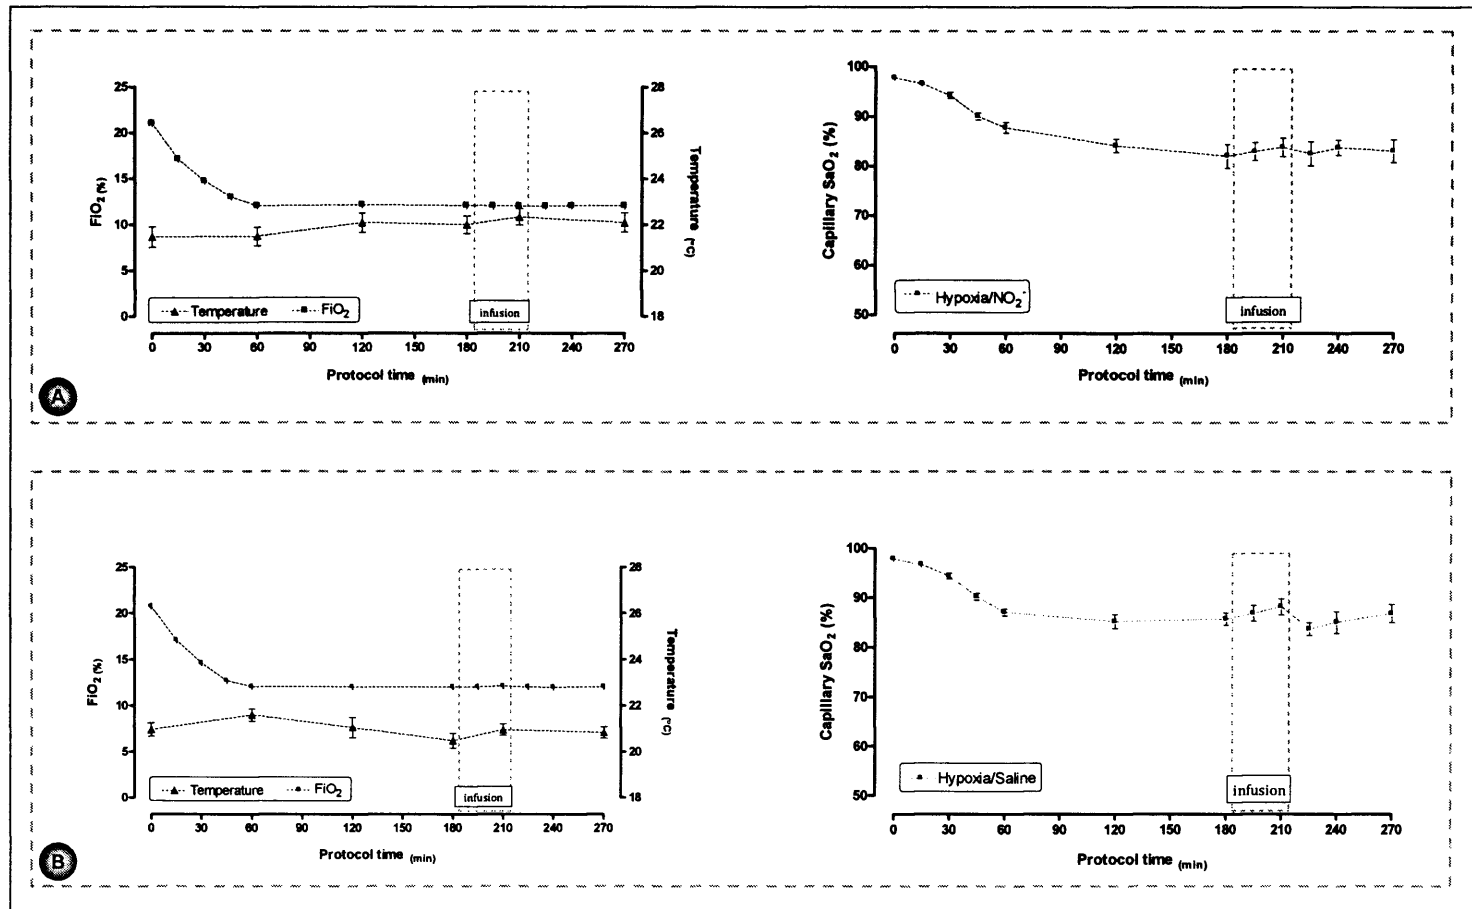 25
20
15
10
5
0
FiO2 (%)
28
26
24
22
20
18
Temperature (°C)
Temperature
FiO2
infusion
0 30 60 90 120 150 180 210 240 270
Protocol time (min)
100
90
80
70
60
50
Capillary SaO2 (%)
Hypoxia/NO2-
infusion
0 30 60 90 120 150 180 210 240 270
Protocol time (min)
A
25
20
15
10
5
0
FiO2 (%)
28
26
24
22
20
18
Temperature (°C)
Temperature
FiO2
infusion
0 30 60 90 120 150 180 210 240 270
Protocol time (min)
100
90
80
70
60
50
Capillary SaO2 (%)
Hypoxia/Saline
infusion
0 30 60 90 120 150 180 210 240 270
Protocol time (min)
B